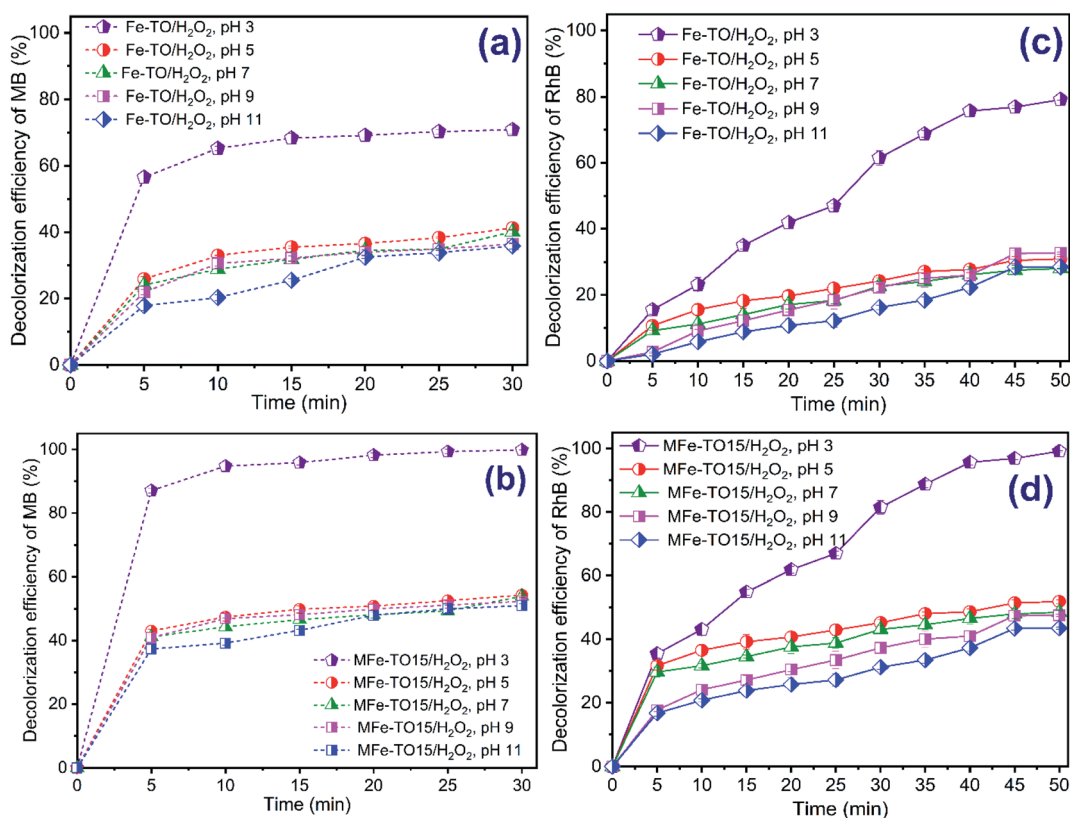 (a)
Decolorization efficiency of MB (%)
100
80
60
40
20
0
Fe-TO/H₂O₂, pH 3
Fe-TO/H₂O₂, pH 5
Fe-TO/H₂O₂, pH 7
Fe-TO/H₂O₂, pH 9
Fe-TO/H₂O₂, pH 11
0 5 10 15 20 25 30
Time (min)
(c)
Decolorization efficiency of RhB (%)
100
80
60
40
20
0
Fe-TO/H₂O₂, pH 3
Fe-TO/H₂O₂, pH 5
Fe-TO/H₂O₂, pH 7
Fe-TO/H₂O₂, pH 9
Fe-TO/H₂O₂, pH 11
0 5 10 15 20 25 30 35 40 45 50
Time (min)
(b)
Decolorization efficiency of MB (%)
100
80
60
40
20
0
MFe-TO15/H₂O₂, pH 3
MFe-TO15/H₂O₂, pH 5
MFe-TO15/H₂O₂, pH 7
MFe-TO15/H₂O₂, pH 9
MFe-TO15/H₂O₂, pH 11
0 5 10 15 20 25 30
Time (min)
(d)
Decolorization efficiency of RhB (%)
100
80
60
40
20
0
MFe-TO15/H₂O₂, pH 3
MFe-TO15/H₂O₂, pH 5
MFe-TO15/H₂O₂, pH 7
MFe-TO15/H₂O₂, pH 9
MFe-TO15/H₂O₂, pH 11
0 5 10 15 20 25 30 35 40 45 50
Time (min)